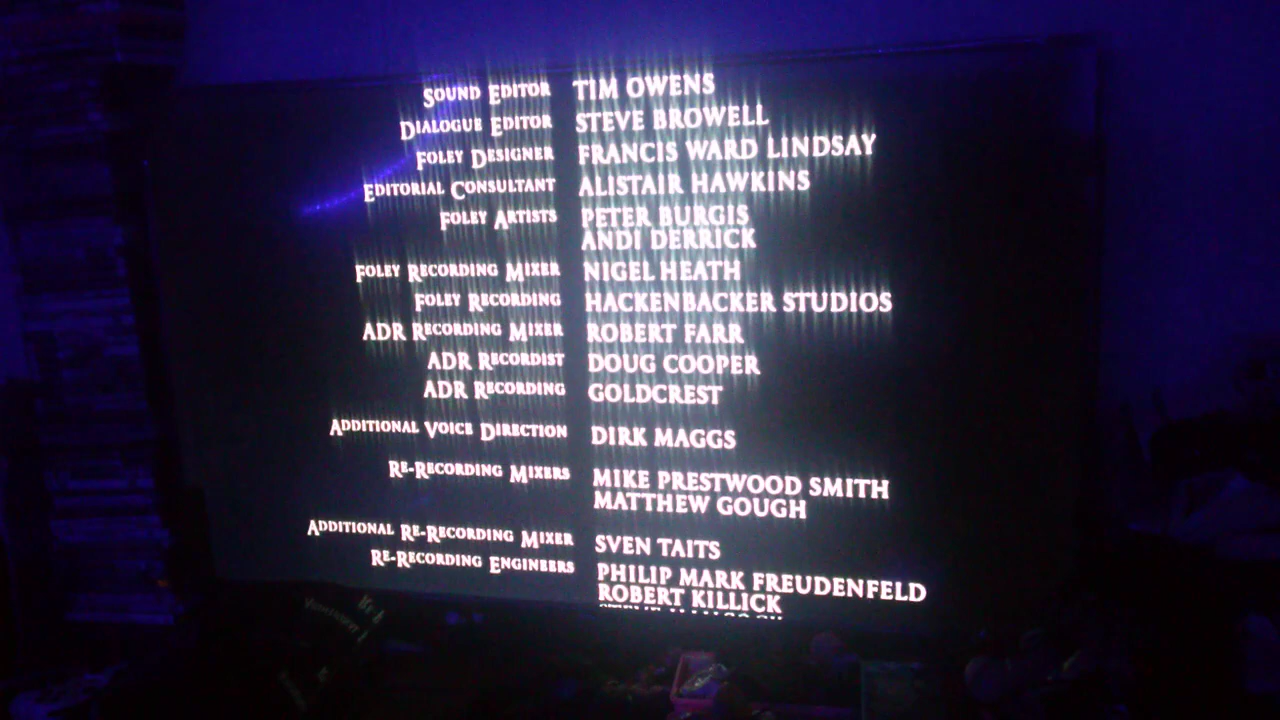 Sound Editor TIM OWENS
Dialogue Editor STEVE BROWELL
Foley Designer FRANCIS WARD LINDSAY
Editorial Consultant ALISTAIR HAWKINS
Foley Artists PETER BURGIS
ANDI DERRICK
Foley Recording Mixer NIGEL HEATH
Foley Recording HACKENBACKER STUDIOS
ADR Recording Mixer ROBERT FARR
ADR Recordist DOUG COOPER
ADR Recording GOLDCREST
Additional Voice Direction DIRK MAGGS
Re-Recording Mixers MIKE PRESTWOOD SMITH
MATTHEW GOUGH
Additional Re-Recording Mixer SVEN TAITS
Re-Recording Engineers PHILIP MARK FREUDENFELD
ROBERT KILLICK